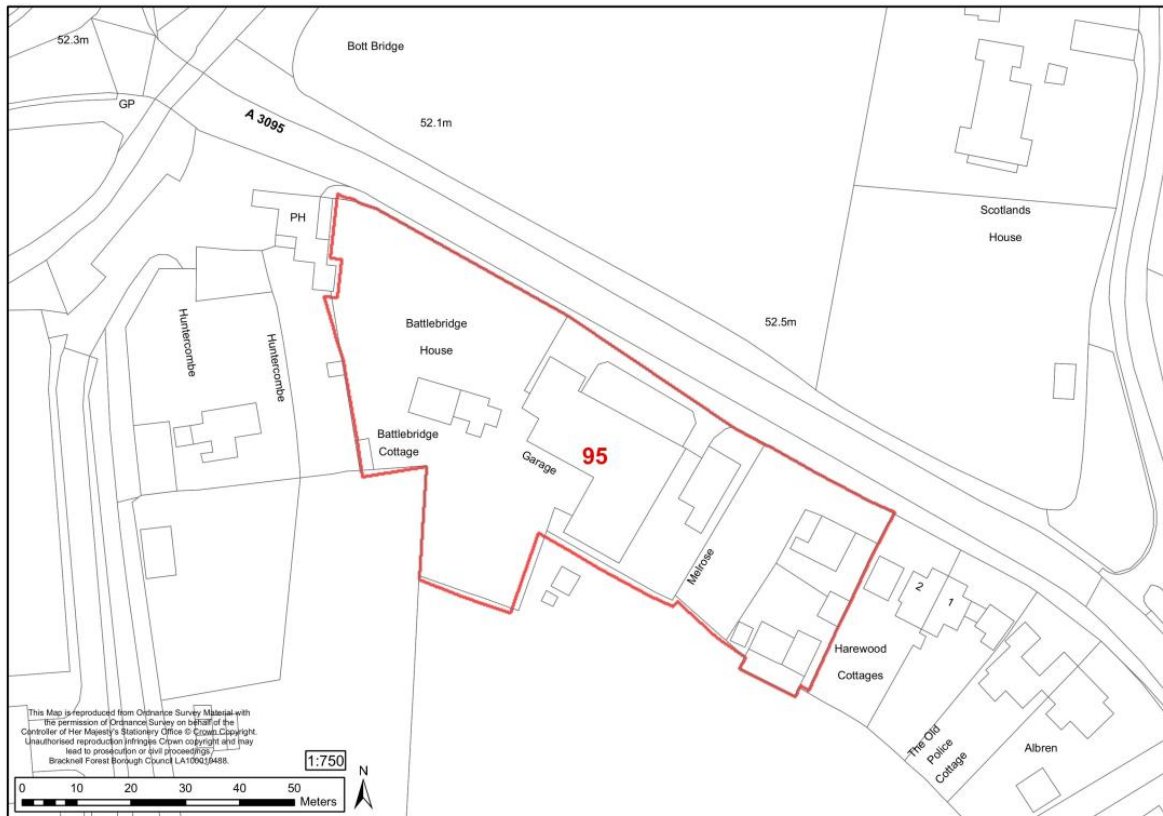 52.3m
Bott Bridge
GP
A 3095
52.1m
PH
Scotlands
House
52.5m
Huntercombe
Huntercombe
Battlebridge
House
Battlebridge
Cottage
Garage
95
Melrose
2
1
Harewood
Cottages
The Old
Police
Cottage
Albren
This Map is reproduced from Ordnance Survey Material with
the permission of Ordnance Survey on behalf of the
Controller of Her Majesty's Stationery Office © Crown Copyright.
Unauthorised reproduction infringes Crown copyright and may
lead to prosecution or civil proceedings.
Bracknell Forest Borough Council LA100019488.
1:750
N
0 10 20 30 40 50
Meters